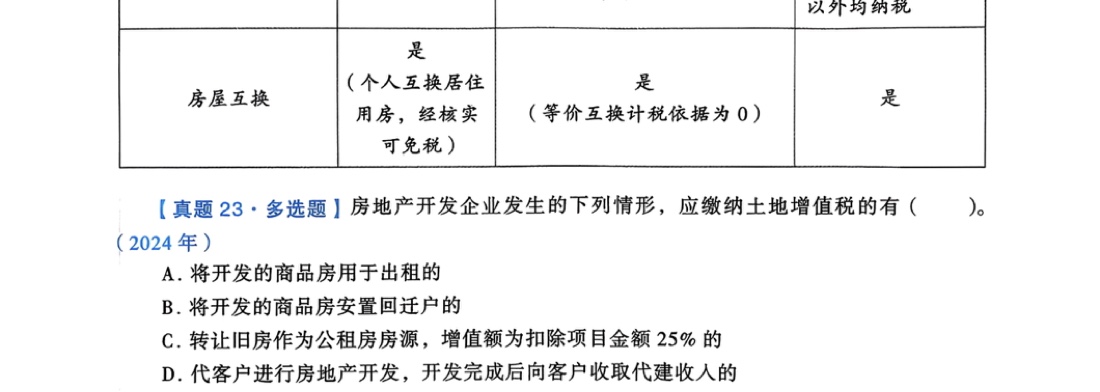 以外均纳税
是
(个人互换居住
用房，经核实
可免税)
房屋互换
是
(等价互换计税依据为0)
是
【真题23·多选题】房地产开发企业发生的下列情形，应缴纳土地增值税的有(　　)。
(2024年)
A. 将开发的商品房用于出租的
B. 将开发的商品房安置回迁户的
C. 转让旧房作为公租房房源，增值额为扣除项目金额25%的
D. 代客户进行房地产开发，开发完成后向客户收取代建收入的